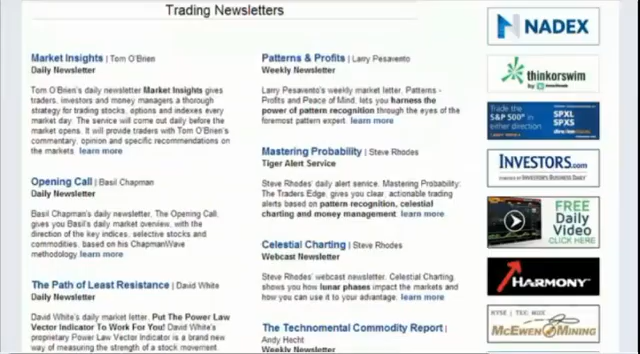 Trading Newsletters
Market Insights | Tom O'Brien
Daily Newsletter
Tom O'Brien's daily newsletter Market Insights gives
traders, investors and money managers a thorough
strategy for trading stocks, options and indexes every
market day. The service will come out daily before the
market opens. It will provide traders with Tom O'Brien's
commentary, opinion and specific recommendations on
the markets. learn more
Opening Call | Basil Chapman
Daily Newsletter
Basil Chapman's daily newsletter, The Opening Call,
gives you Basil's daily market overview, with the
direction of the key indices, selective stocks and
commodities, based on his ChapmanWave
methodology.learn more
The Path of Least Resistance | David White
Daily Newsletter
David White's daily market letter, Put The Power Law
Vector Indicator To Work For You! David White's
proprietary Power Law Vector Indicator is a brand new
way of measuring the strength of a stock movement.
Patterns & Profits | Larry Pesavento
Weekly Newsletter
Larry Pesavento's weekly market letter, Patterns -
Profits and Peace of Mind, lets you harness the
power of pattern recognition through the eyes of the
foremost pattern expert. learn more
Mastering Probability | Steve Rhodes
Tiger Alert Service
Steve Rhodes' daily alert service, Mastering Probability:
The Traders Edge, gives you clear, actionable trading
alerts based on pattern recognition, celestial
charting and money management. learn more
Celestial Charting | Steve Rhodes
Webcast Newsletter
Steve Rhodes' webcast newsletter, Celestial Charting,
shows you how lunar phases impact the markets and
how you can use it to your advantage. learn more
The Technomental Commodity Report |
Andy Hecht
Weekly Newsletter
NADEX
thinkorswim
Trade the
S&P 500®
in either
direction
SPXL
SPXS
INVESTORS.com
POWERED BY INVESTOR'S BUSINESS DAILY
FREE
Daily
Video
CLICK HERE
HARMONY
NYSE | TSX: MUX
MCEWEN MINING